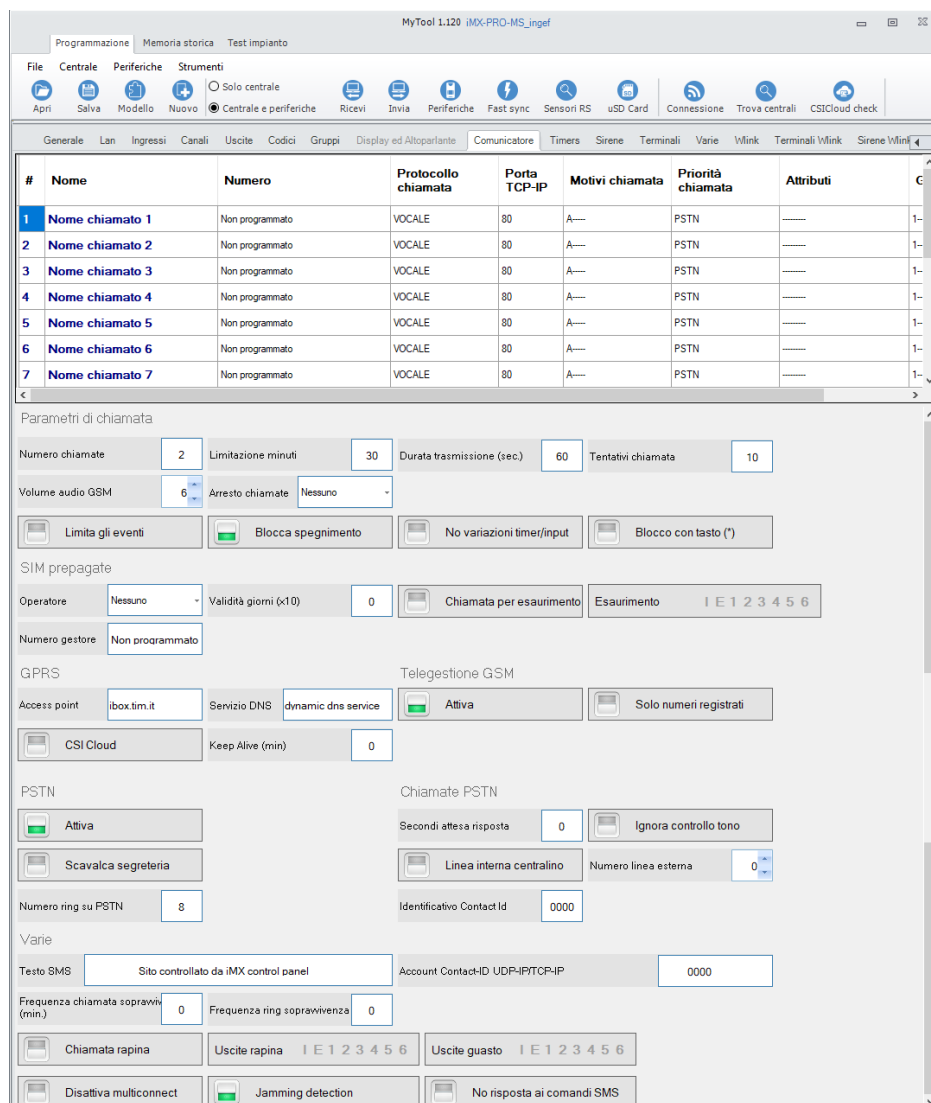 MyTool 1.120 iMX-PRO-MS_ingef
Programmazione Memoria storica Test impianto
File Centrale Periferiche Strumenti
Solo centrale
Centrale e periferiche
Apri Salva Modello Nuovo Ricevi Invia Periferiche Fast sync Sensori RS uSD Card Connessione Trova centrali CSICloud check
Generale Lan Ingressi Canali Uscite Codici Gruppi Display ed Altoparlante Comunicatore Timers Sirene Terminali Varie Wlink Terminali Wlink Sirene Wlink
# Nome Numero Protocollo chiamata Porta TCP-IP Motivi chiamata Priorità chiamata Attributi G
1 Nome chiamato 1 Non programmato VOCALE 80 A----- PSTN --------- 1--
2 Nome chiamato 2 Non programmato VOCALE 80 A----- PSTN --------- 1--
3 Nome chiamato 3 Non programmato VOCALE 80 A----- PSTN --------- 1--
4 Nome chiamato 4 Non programmato VOCALE 80 A----- PSTN --------- 1--
5 Nome chiamato 5 Non programmato VOCALE 80 A----- PSTN --------- 1--
6 Nome chiamato 6 Non programmato VOCALE 80 A----- PSTN --------- 1--
7 Nome chiamato 7 Non programmato VOCALE 80 A----- PSTN --------- 1--
Parametri di chiamata
Numero chiamate 2 Limitazione minuti 30 Durata trasmissione (sec.) 60 Tentativi chiamata 10
Volume audio GSM 6 Arresto chiamate Nessuno
Limita gli eventi Blocca spegnimento No variazioni timer/input Blocco con tasto (*)
SIM prepagate
Operatore Nessuno Validità giorni (x10) 0 Chiamata per esaurimento Esaurimento I E 1 2 3 4 5 6
Numero gestore Non programmato
GPRS Telegestione GSM
Access point ibox.tim.it Servizio DNS dynamic dns service Attiva Solo numeri registrati
CSI Cloud Keep Alive (min) 0
PSTN Chiamate PSTN
Attiva Secondi attesa risposta 0 Ignora controllo tono
Scavalca segreteria Linea interna centralino Numero linea esterna 0
Numero ring su PSTN 8 Identificativo Contact Id 0000
Varie
Testo SMS Sito controllato da iMX control panel Account Contact-ID UDP-IP/TCP-IP 0000
Frequenza chiamata sopravviv (min.) 0 Frequenza ring sopravvivenza 0
Chiamata rapina Uscite rapina I E 1 2 3 4 5 6 Uscite guasto I E 1 2 3 4 5 6
Disattiva multiconnect Jamming detection No risposta ai comandi SMS